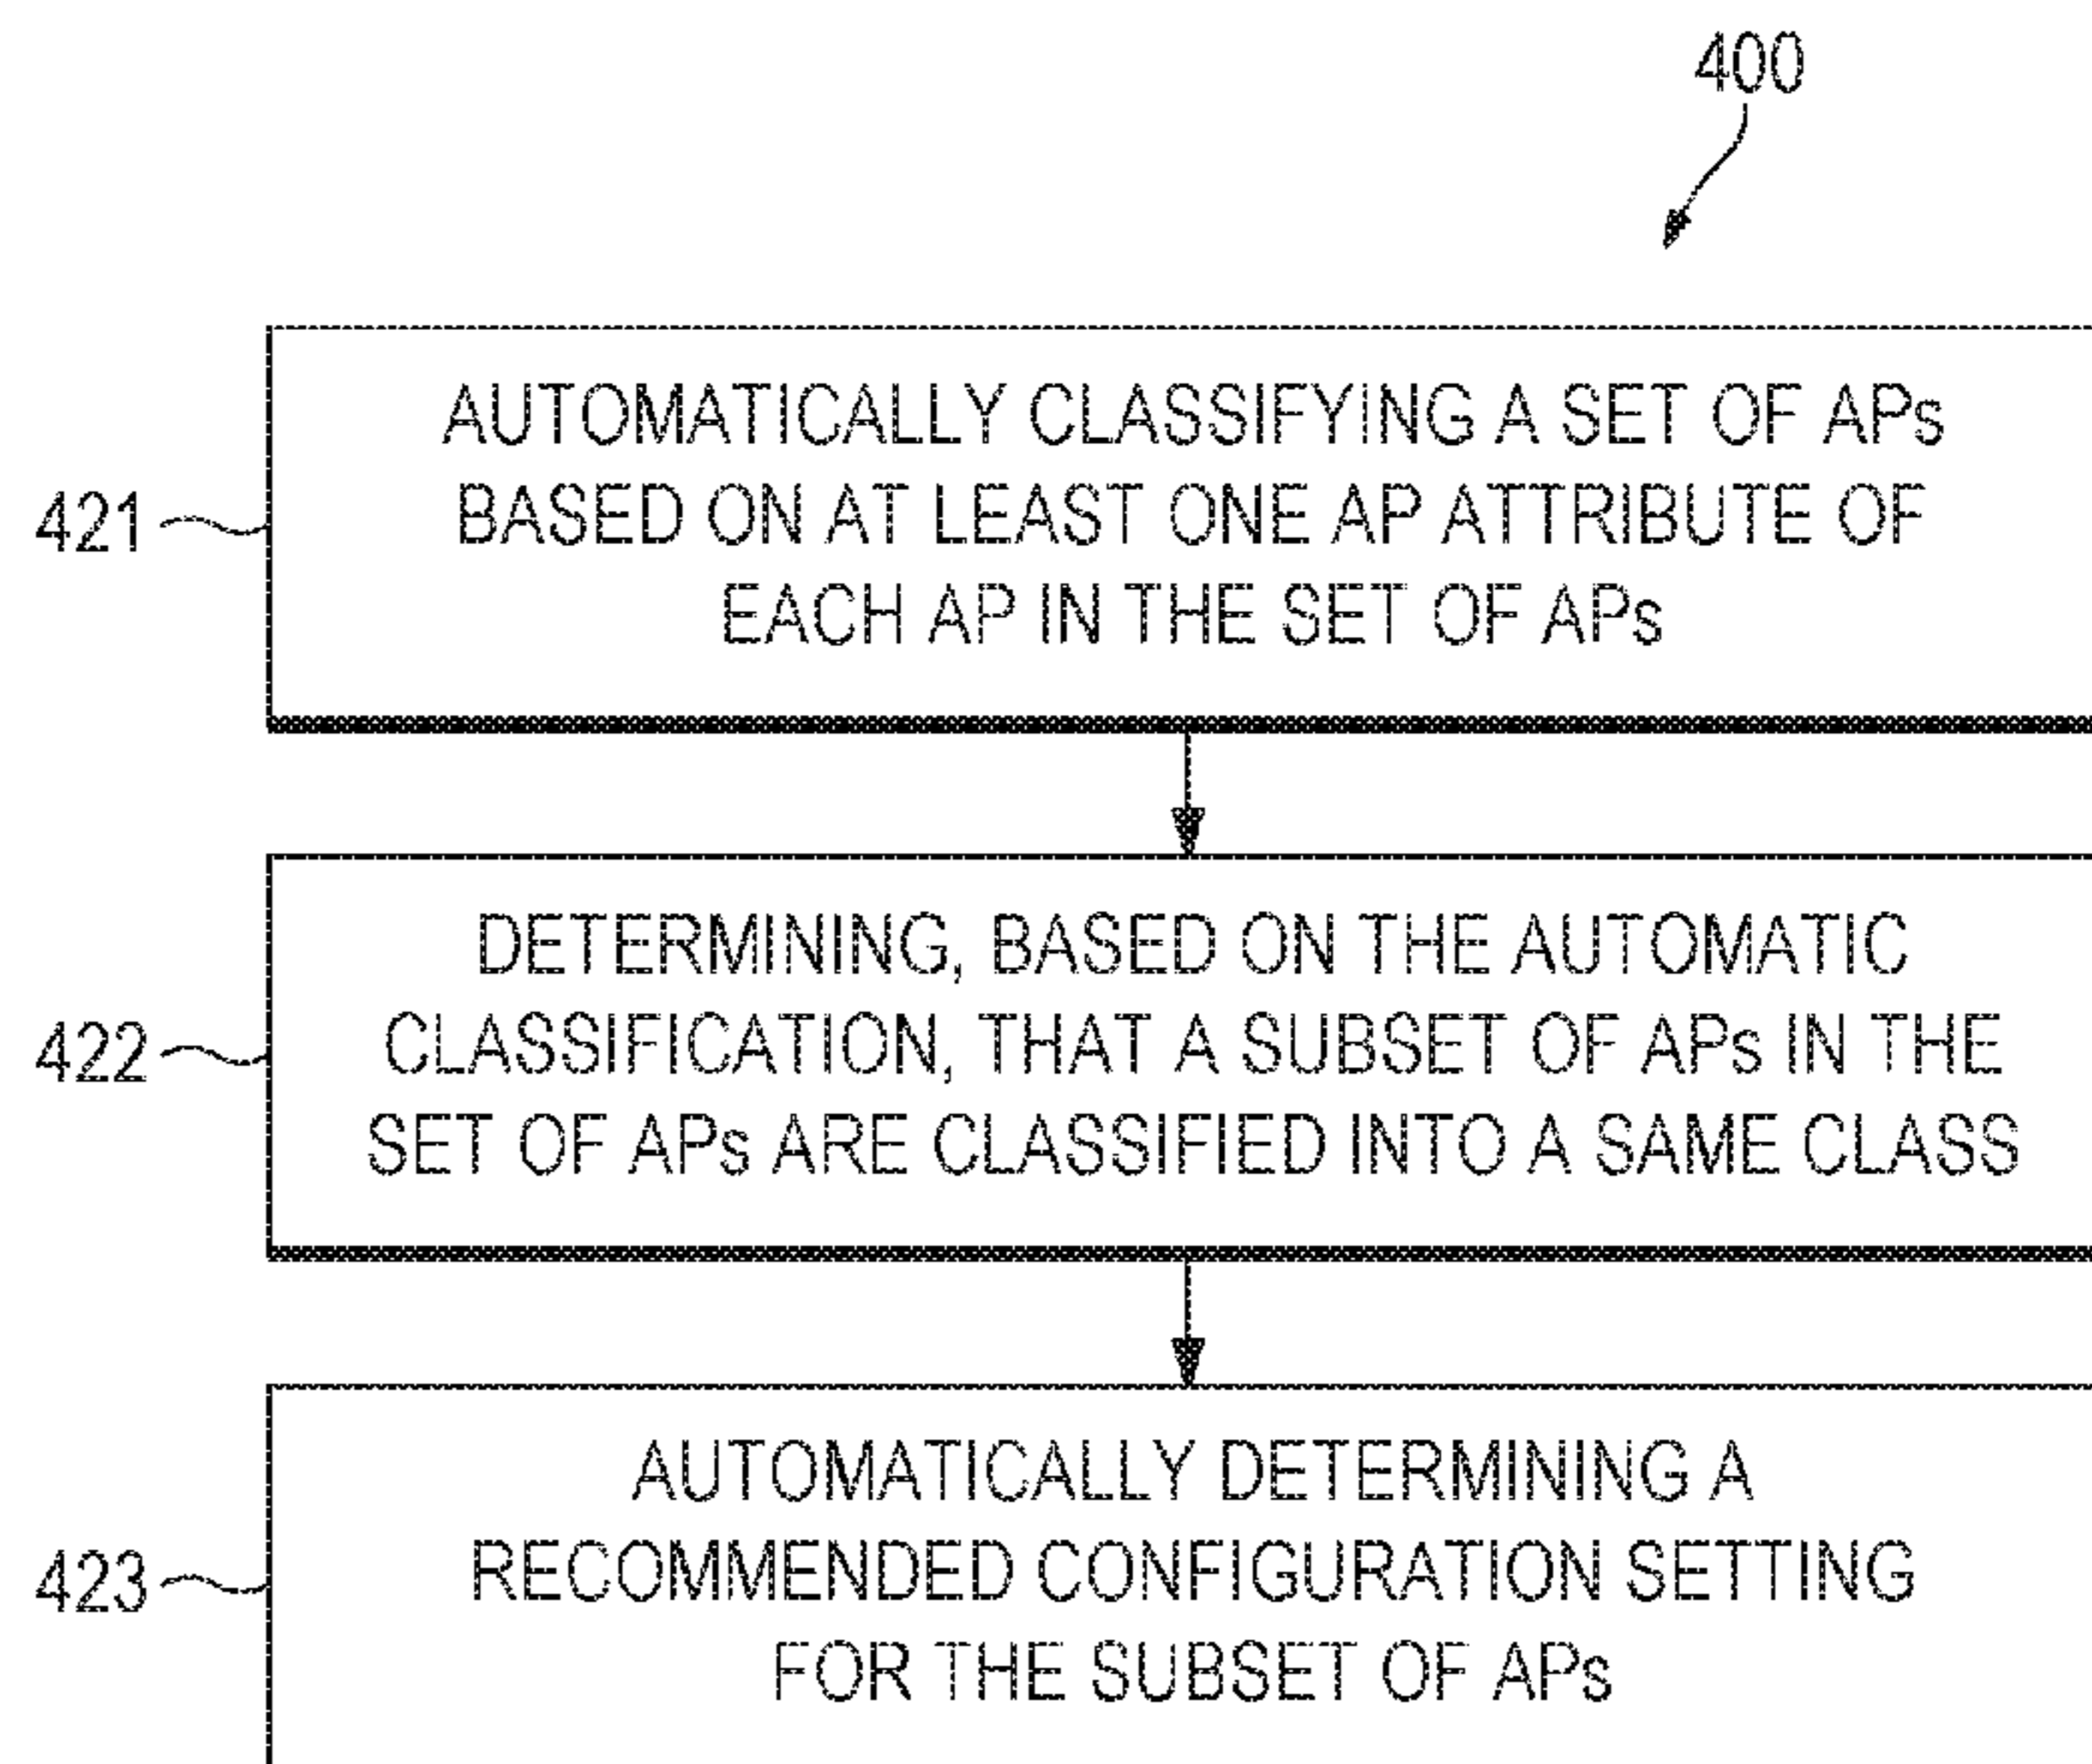 400
AUTOMATICALLY CLASSIFYING A SET OF APs
BASED ON AT LEAST ONE AP ATTRIBUTE OF
EACH AP IN THE SET OF APs
421
DETERMINING, BASED ON THE AUTOMATIC
CLASSIFICATION, THAT A SUBSET OF APs IN THE
SET OF APs ARE CLASSIFIED INTO A SAME CLASS
422
AUTOMATICALLY DETERMINING A
RECOMMENDED CONFIGURATION SETTING
FOR THE SUBSET OF APs
423